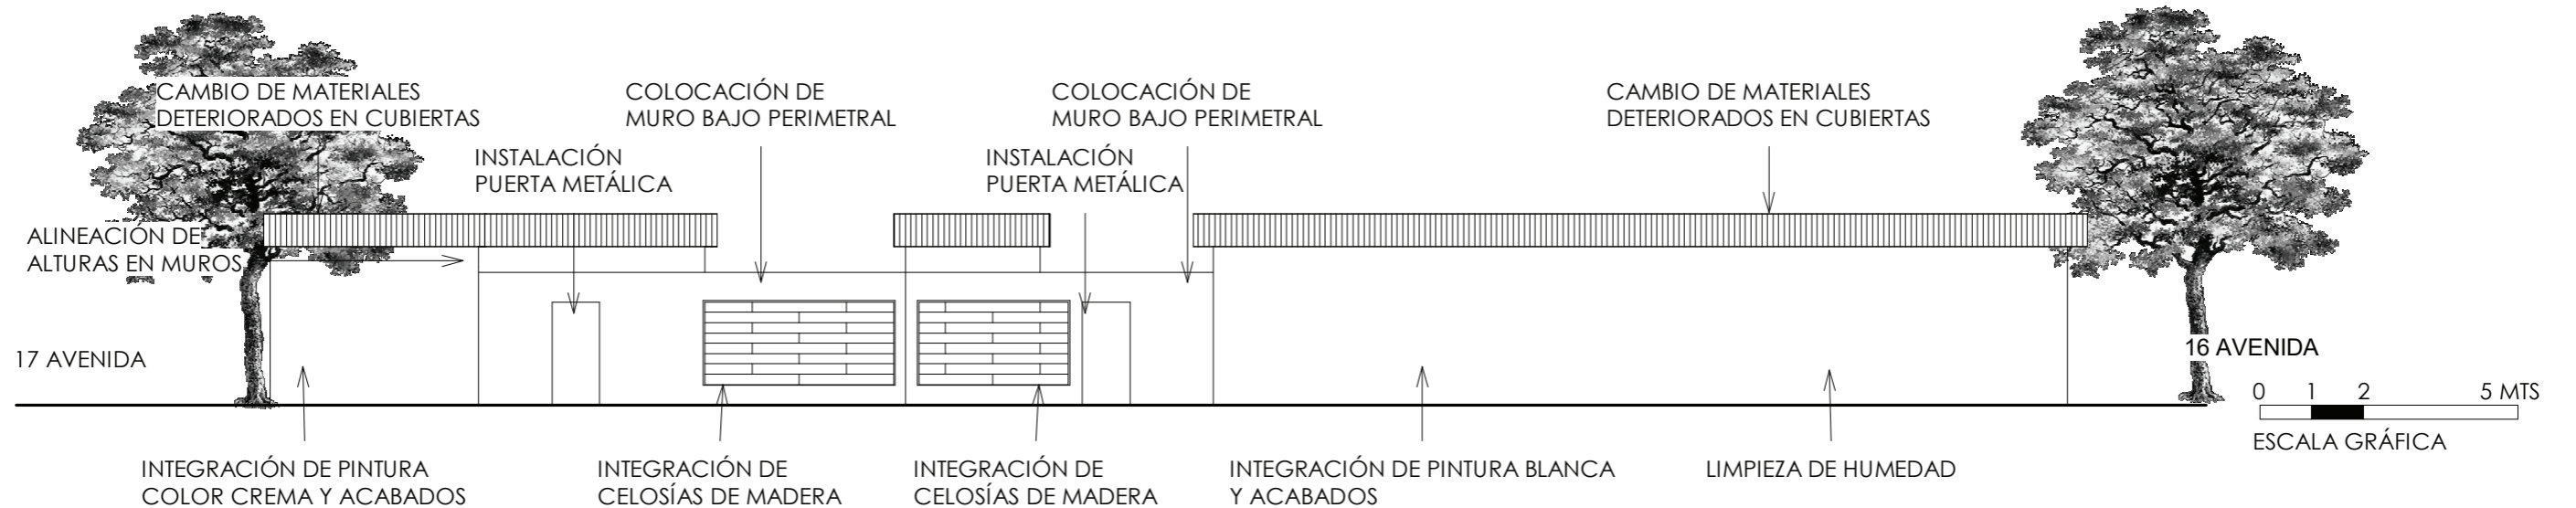 CAMBIO DE MATERIALES
DETERIORADOS EN CUBIERTAS
COLOCACIÓN DE
MURO BAJO PERIMETRAL
COLOCACIÓN DE
MURO BAJO PERIMETRAL
CAMBIO DE MATERIALES
DETERIORADOS EN CUBIERTAS
INSTALACIÓN
PUERTA METÁLICA
INSTALACIÓN
PUERTA METÁLICA
ALINEACIÓN DE
ALTURAS EN MUROS
17 AVENIDA
16 AVENIDA
0 1 2 5 MTS
ESCALA GRÁFICA
INTEGRACIÓN DE PINTURA
COLOR CREMA Y ACABADOS
INTEGRACIÓN DE
CELOSÍAS DE MADERA
INTEGRACIÓN DE
CELOSÍAS DE MADERA
INTEGRACIÓN DE PINTURA BLANCA
Y ACABADOS
LIMPIEZA DE HUMEDAD